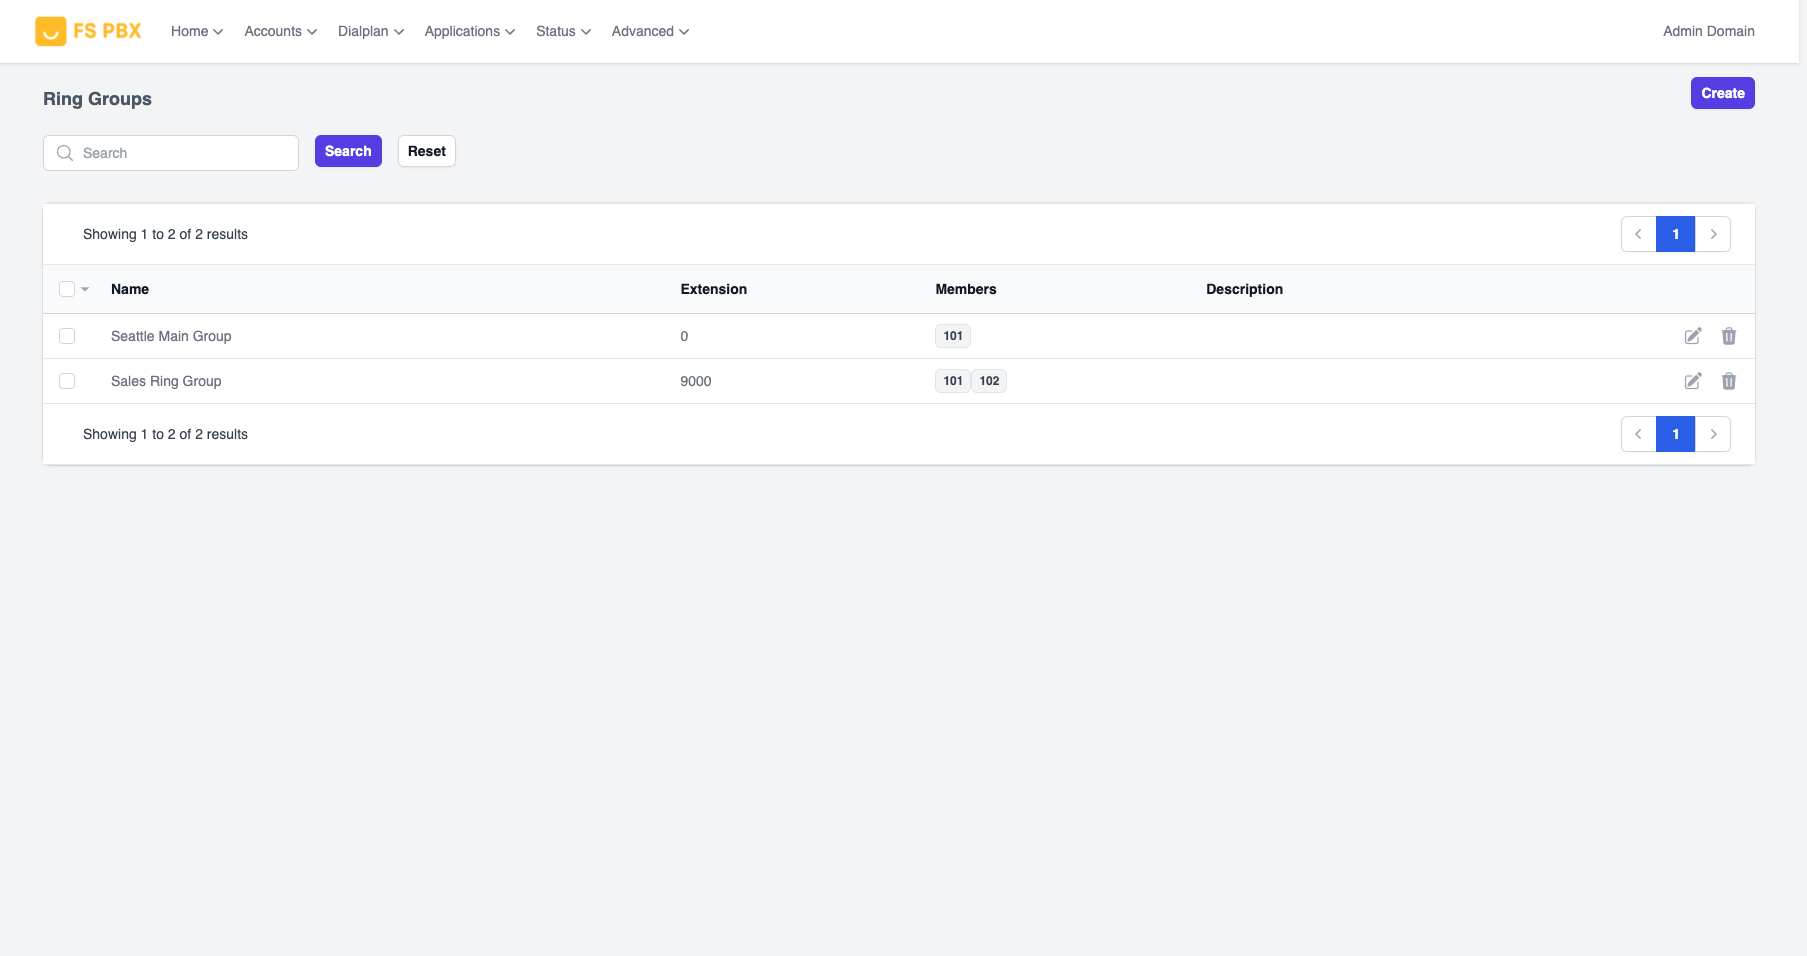 FS PBX Home Accounts Dialplan Applications Status Advanced Admin Domain
Ring Groups Create
Search Search Reset
Showing 1 to 2 of 2 results 1
Name Extension Members Description
Seattle Main Group 0 101
Sales Ring Group 9000 101 102
Showing 1 to 2 of 2 results 1